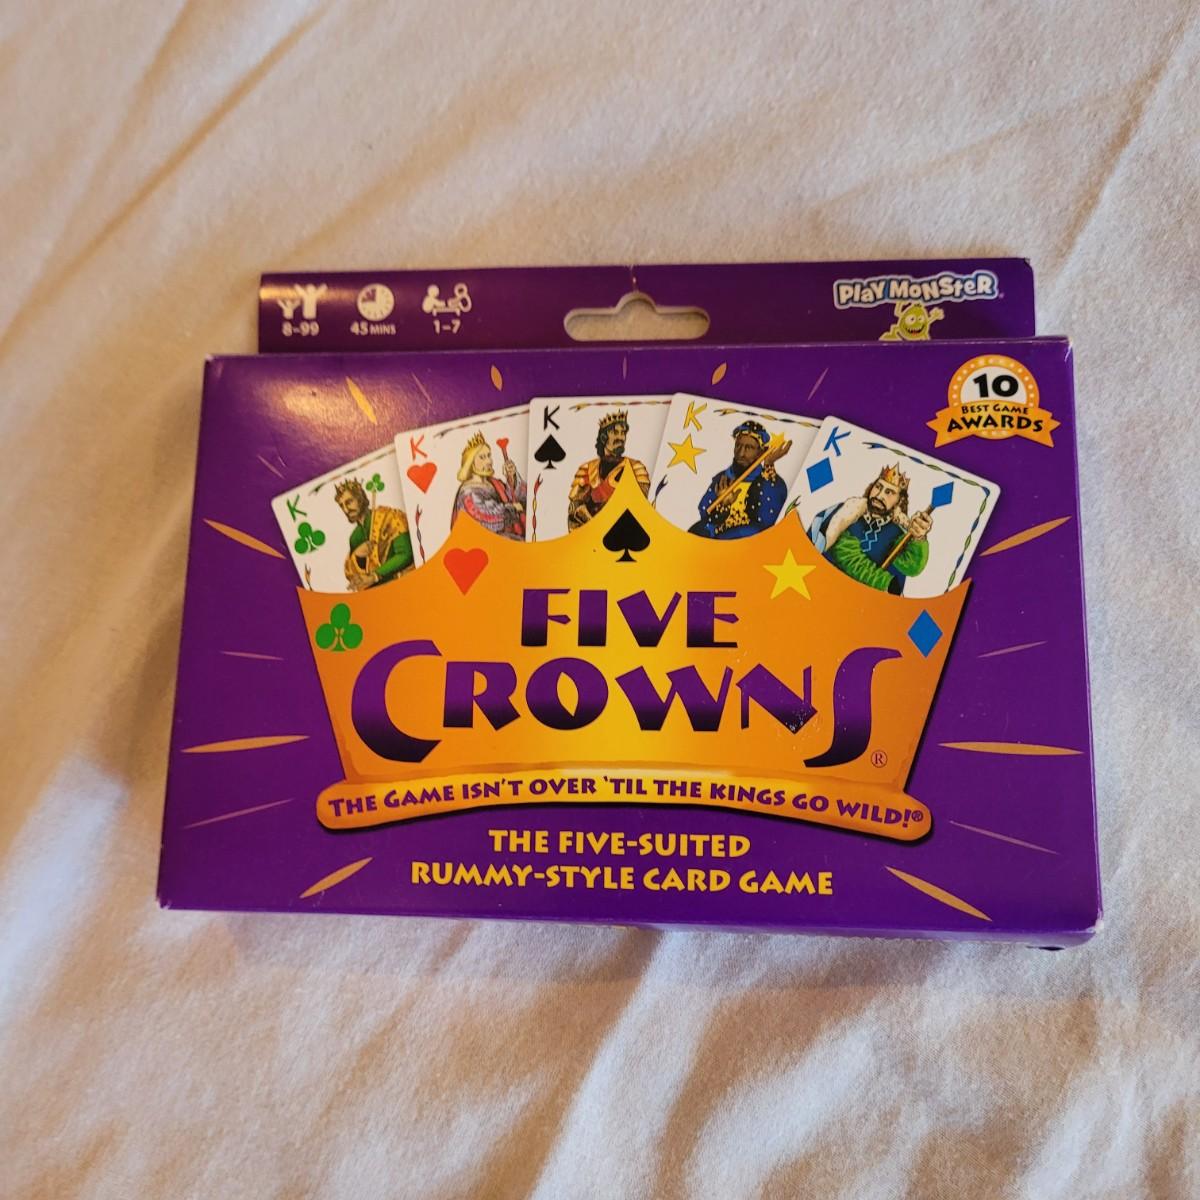 8-99
45 MINS
1-7
PLAY MONSTER
10
BEST GAME
AWARDS
K
K
K
K
K
FIVE
CROWNS®
THE GAME ISN'T OVER 'TIL THE KINGS GO WILD!®
THE FIVE-SUITED
RUMMY-STYLE CARD GAME